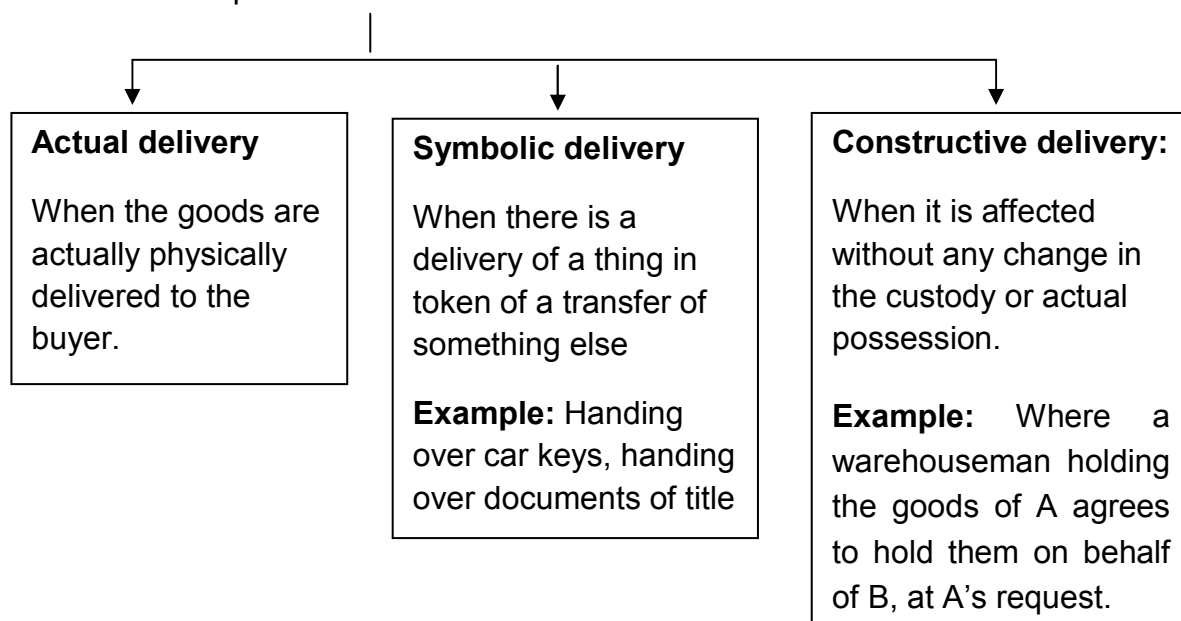 Actual delivery
When the goods are
actually physically
delivered to the
buyer.
Symbolic delivery
When there is a
delivery of a thing in
token of a transfer of
something else
Example: Handing
over car keys, handing
over documents of title
Constructive delivery:
When it is affected
without any change in
the custody or actual
possession.
Example: Where a
warehouseman holding
the goods of A agrees
to hold them on behalf
of B, at A’s request.